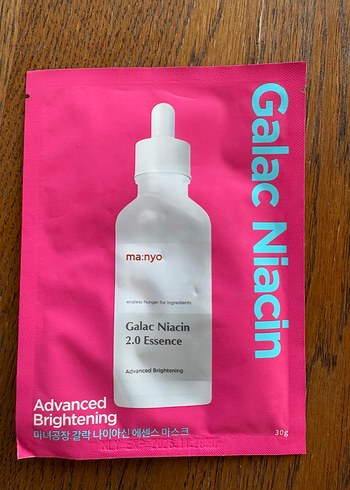 Galac Niacin
ma:nyo
endless hunger for ingredients
Galac Niacin
2.0 Essence
Advanced Brightening
Advanced
Brightening
마녀공장 갈락 나이아신 에센스 마스크
30g